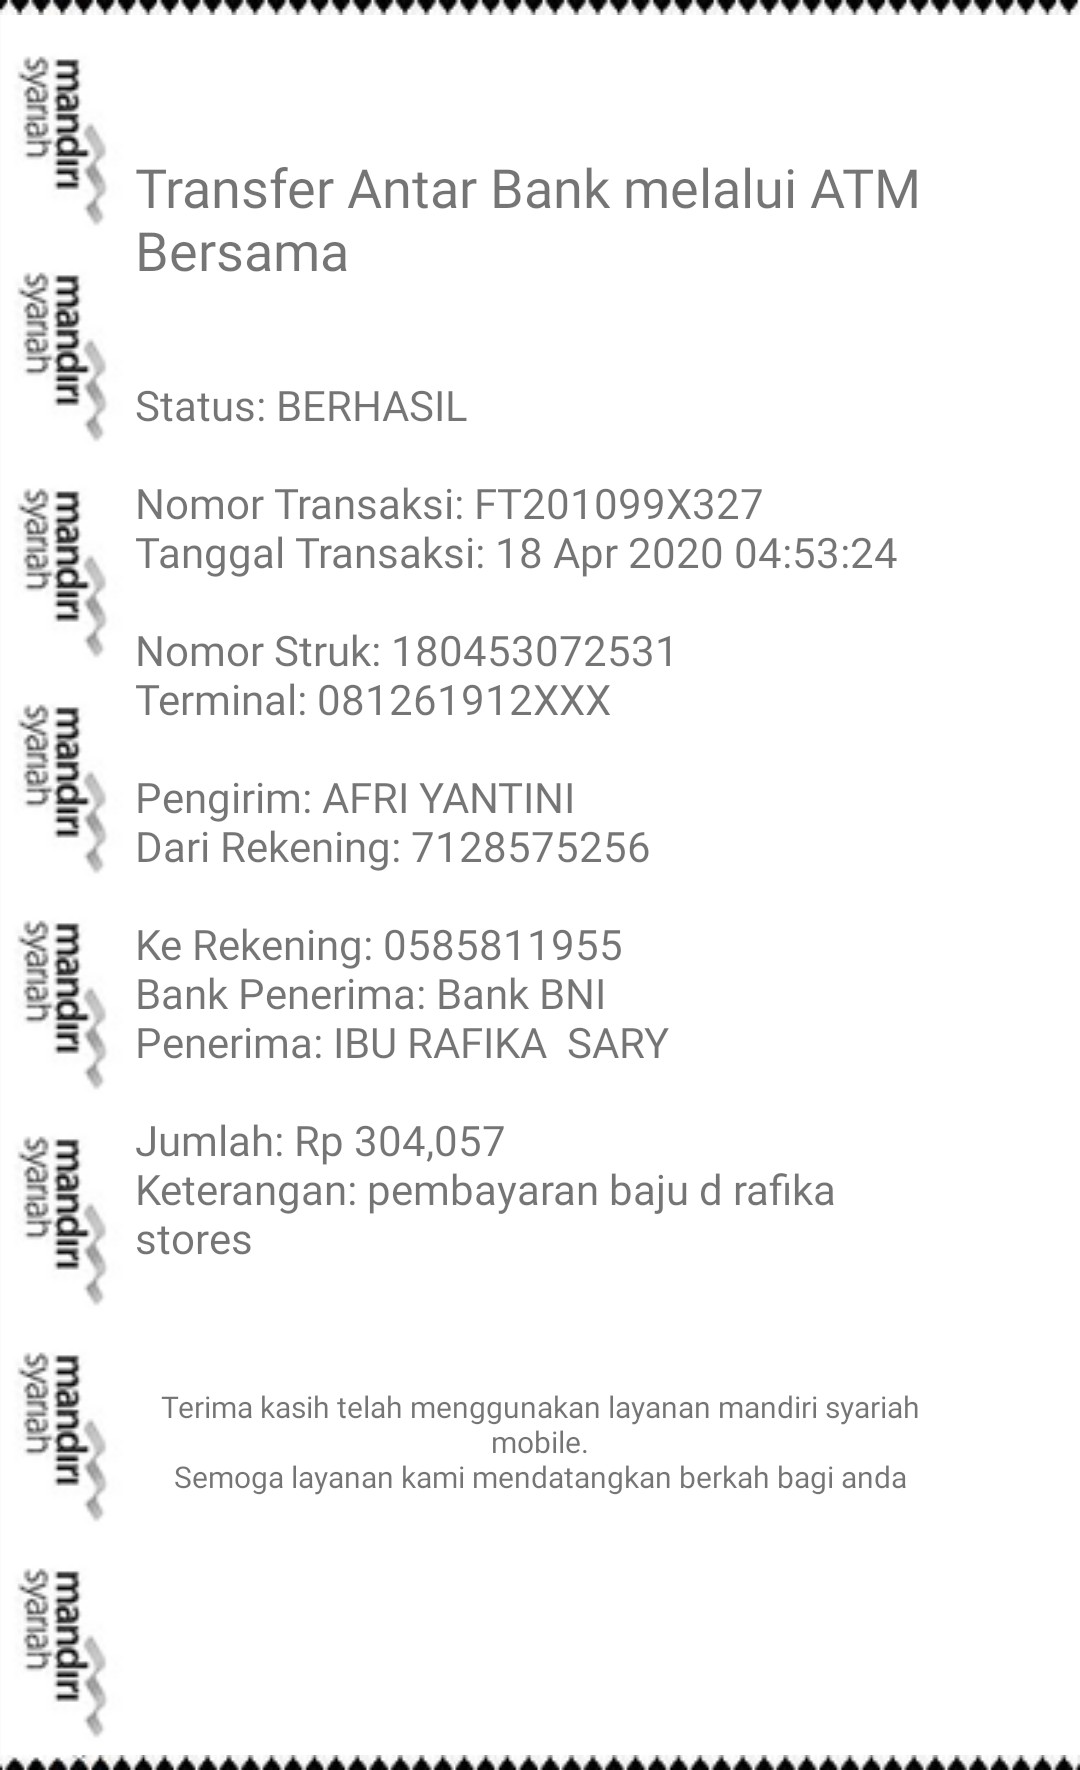 mandiri
syariah
mandiri
syariah
mandiri
syariah
mandiri
syariah
mandiri
syariah
mandiri
syariah
mandiri
syariah
mandiri
syariah
Transfer Antar Bank melalui ATM
Bersama
Status: BERHASIL
Nomor Transaksi: FT201099X327
Tanggal Transaksi: 18 Apr 2020 04:53:24
Nomor Struk: 180453072531
Terminal: 081261912XXX
Pengirim: AFRI YANTINI
Dari Rekening: 7128575256
Ke Rekening: 0585811955
Bank Penerima: Bank BNI
Penerima: IBU RAFIKA  SARY
Jumlah: Rp 304,057
Keterangan: pembayaran baju d rafika
stores
Terima kasih telah menggunakan layanan mandiri syariah
mobile.
Semoga layanan kami mendatangkan berkah bagi anda